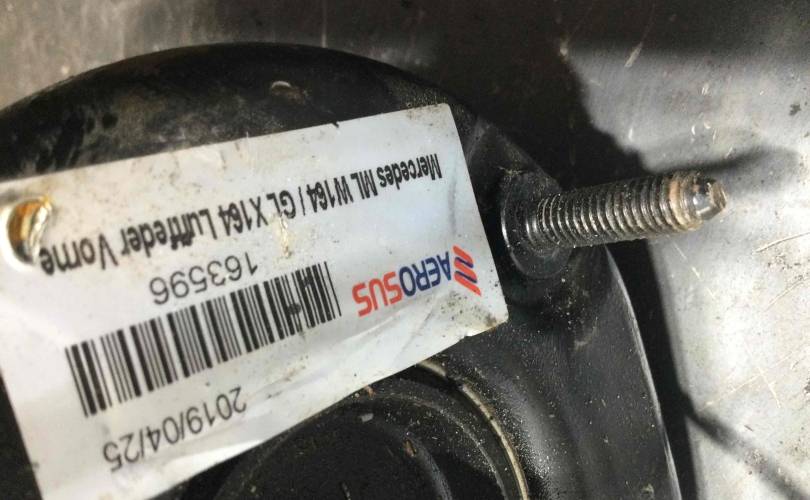 AEROSUS
Mercedes ML W164 / GL X164 Luftfeder Vorne
163596
2019/04/25